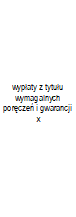 wypłaty z tytułu
wymagalnych
poręczeń i gwarancji
x